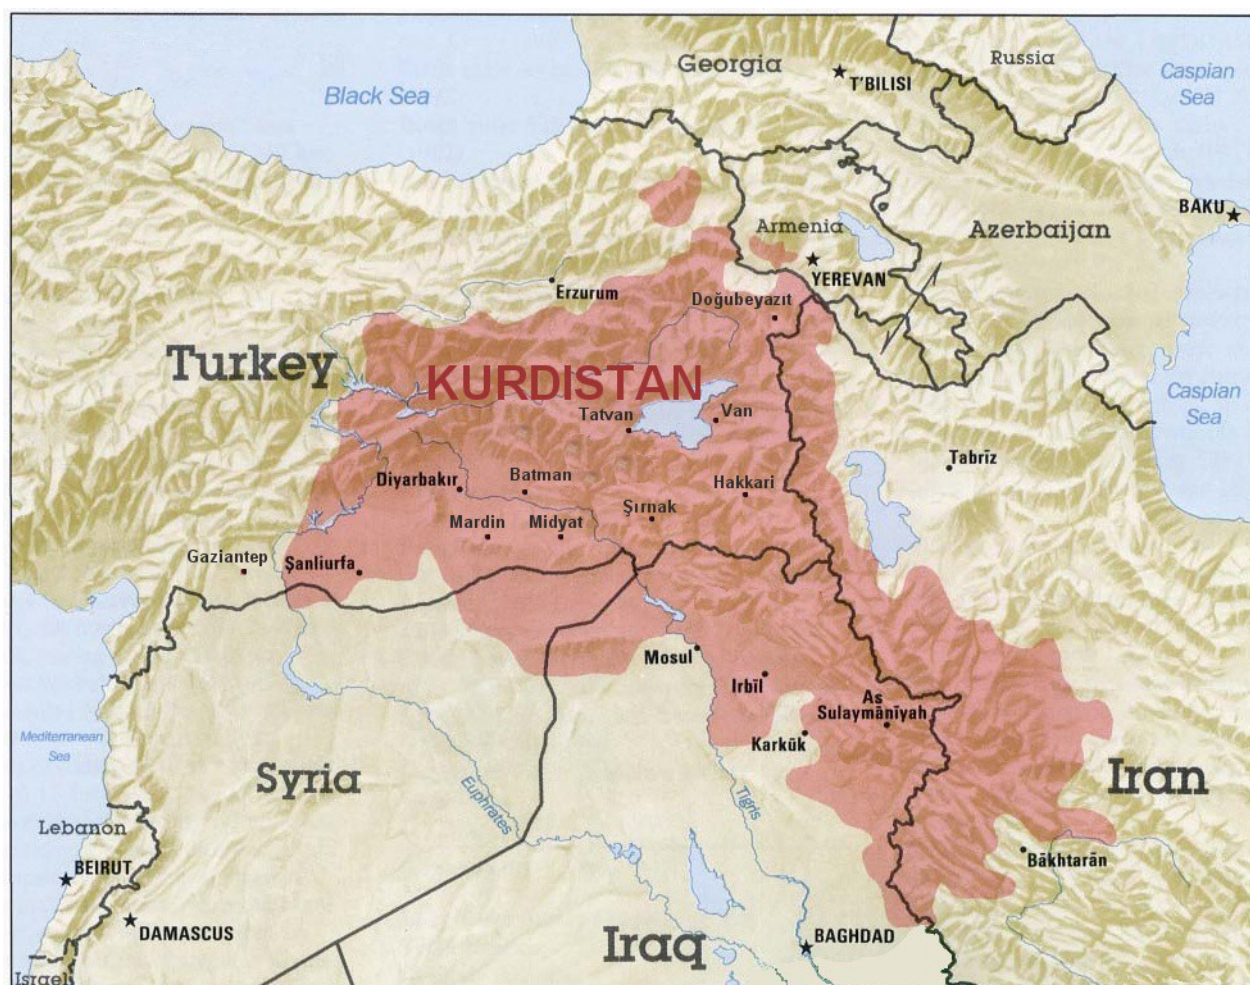 Georgia
Russia
T'BILISI
Caspian
Sea
Black Sea
BAKU
Armenia
Azerbaijan
YEREVAN
Erzurum
Doğubeyazıt
Turkey
KURDISTAN
Caspian
Sea
Tatvan
Van
Tabrīz
Diyarbakır
Batman
Hakkari
Şırnak
Mardin
Midyat
Gaziantep
Şanliurfa
Mosul
Irbīl
As
Sulaymānīyah
Karkūk
Mediterranean
Sea
Syria
Iran
Euphrates
Tigris
Lebanon
BEIRUT
Bākhtarān
DAMASCUS
Iraq
BAGHDAD
Israel